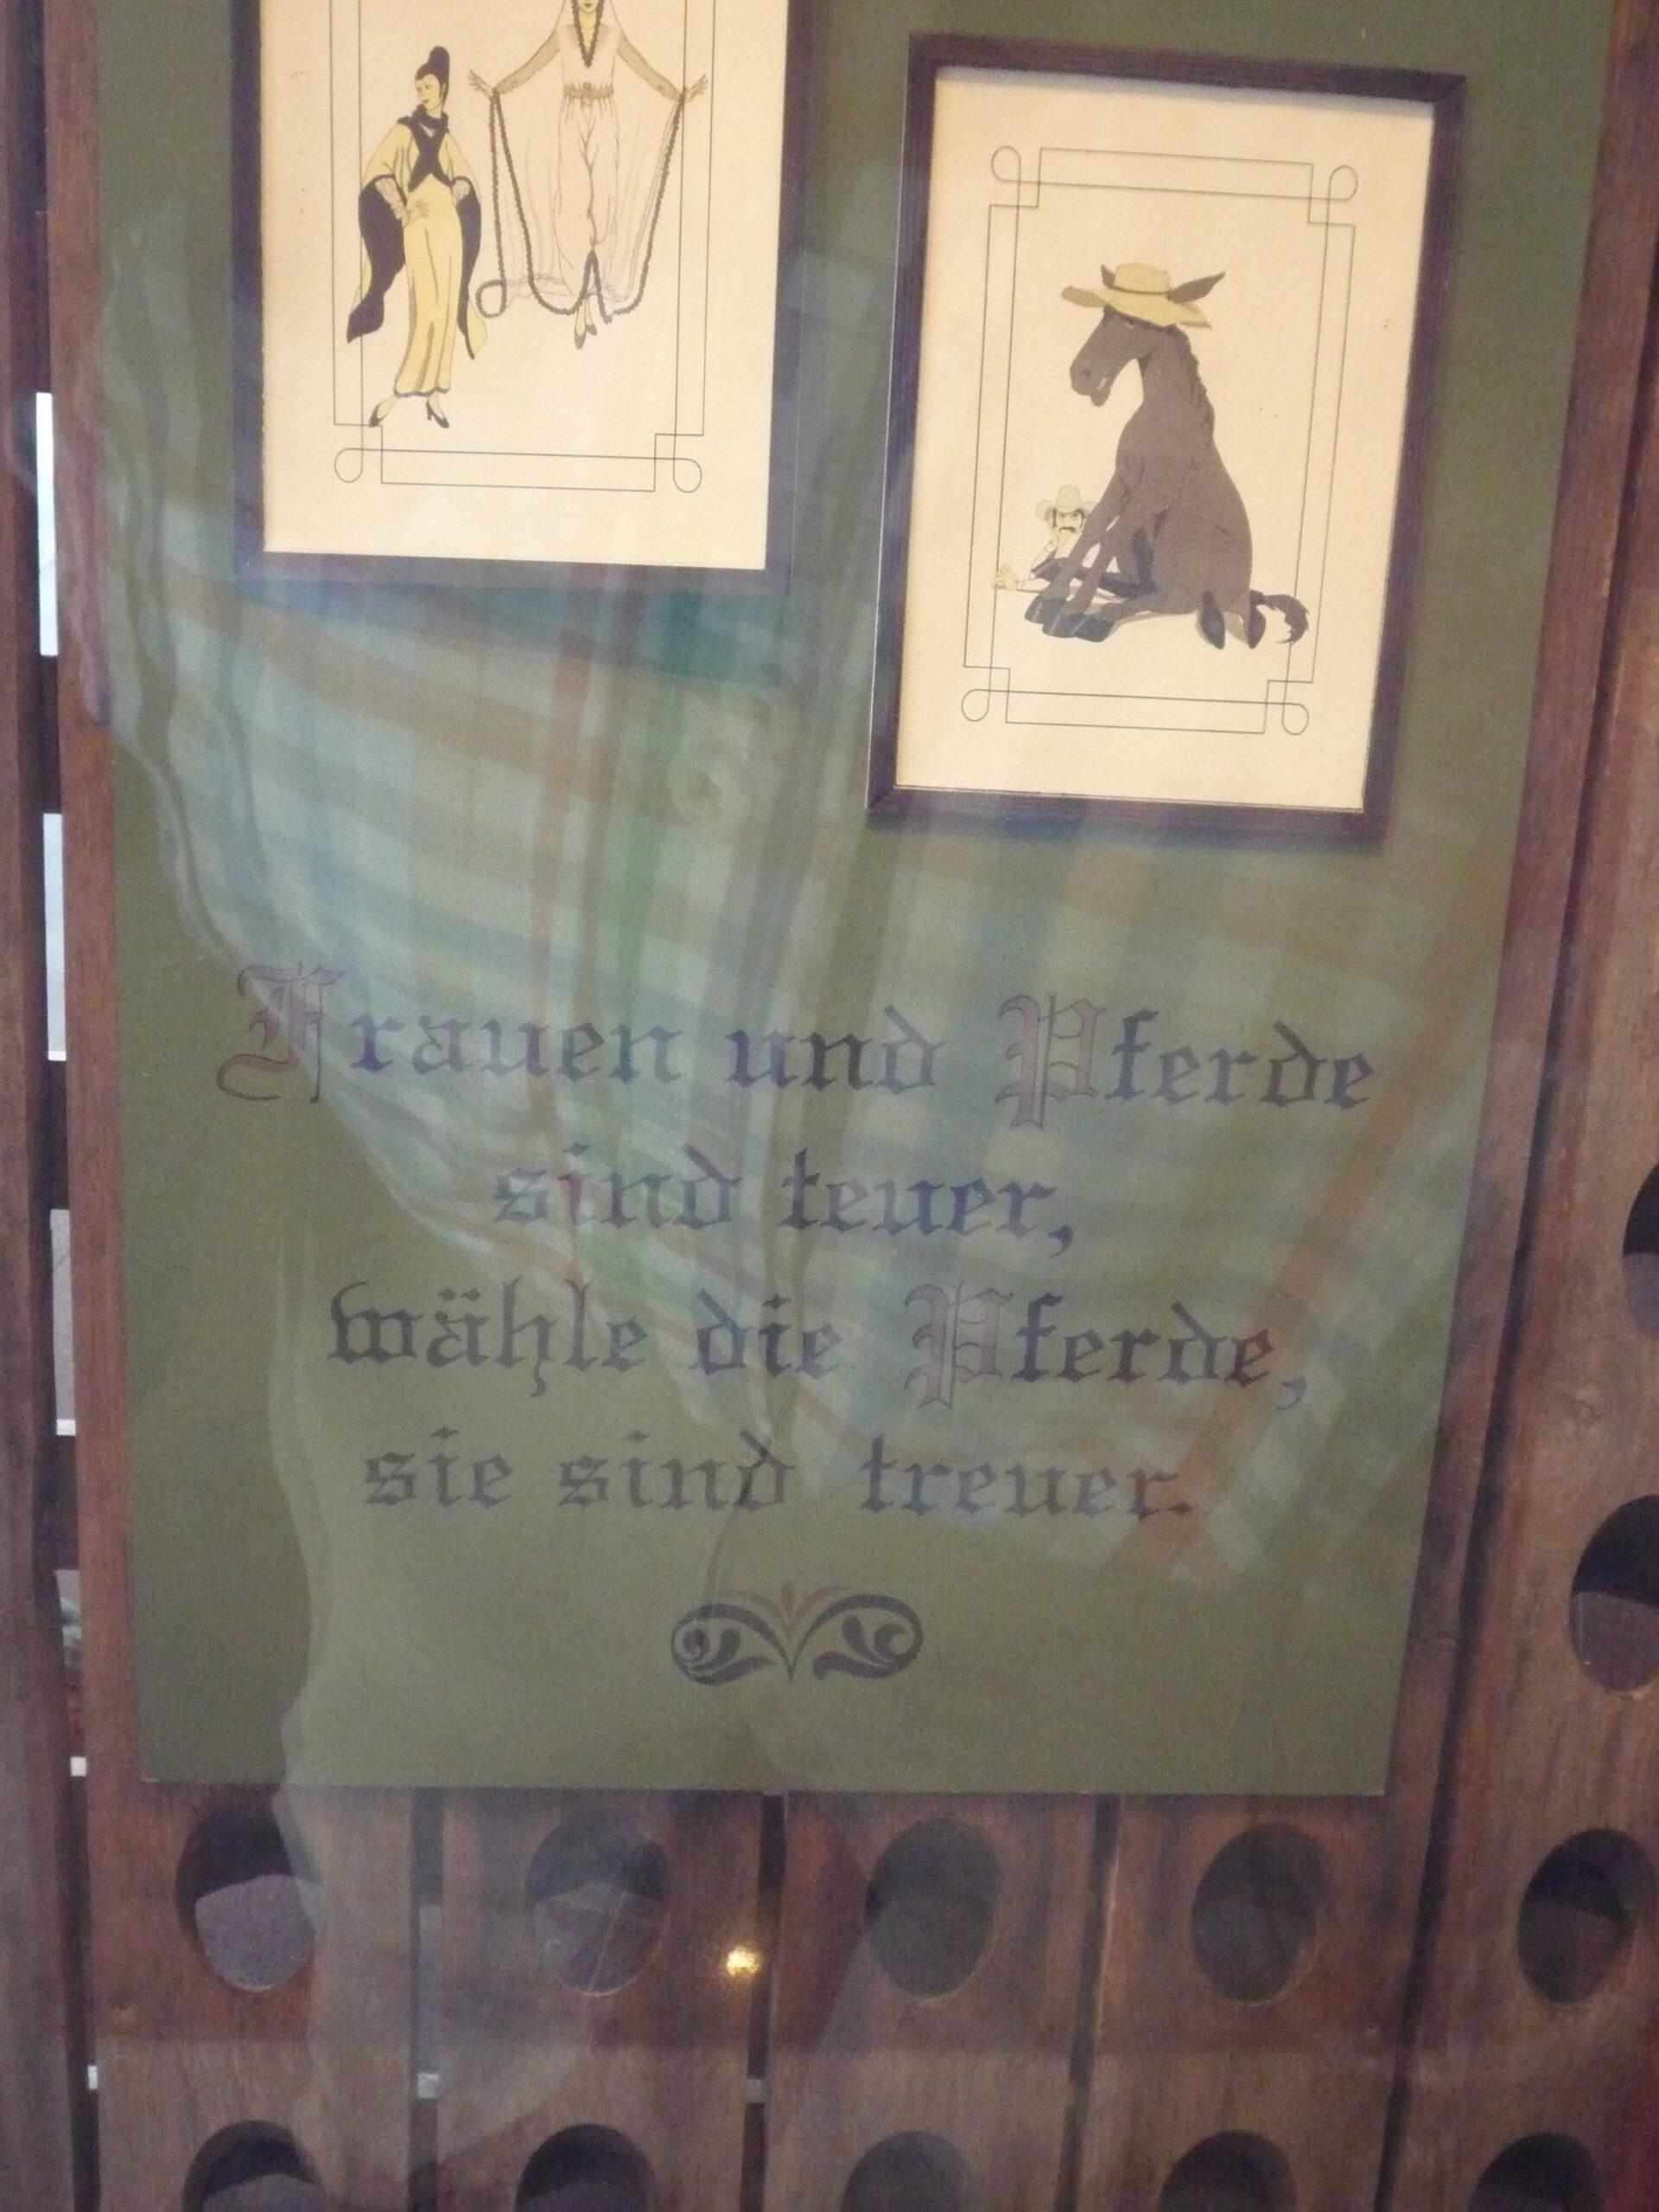 Frauen und Pferde
sind teuer,
wähle die Pferde,
sie sind treuer.